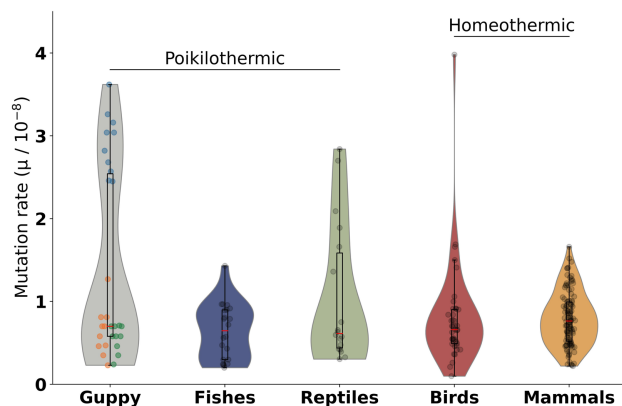 Homeothermic
Poikilothermic
Mutation rate (μ / 10⁻⁸)
4
3
2
1
0
Guppy Fishes Reptiles Birds Mammals